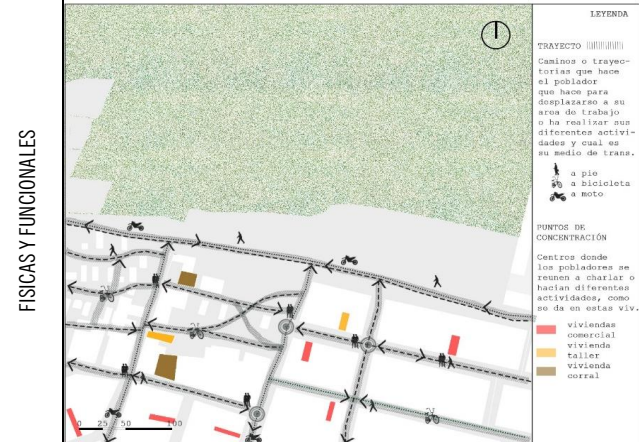 FISICAS Y FUNCIONALES
LEYENDA
TRAYECTO
Caminos o trayec-
torias que hace
el poblador
que hace para
desplazarso a su
area de trabajo
o ha realizar sus
diferentes activi-
dades y cual es
su medio de trans.
a pio
a bicicleta
a moto
PUNTOS DE
CONCENTRACIÓN
Centros donde
los pobladores se
reunen a charlar o
hacian diferentes
actividades, como
se da en estas viv.
viviendas
comercial
vivienda
taller
vivienda
corral
0 25 50 100